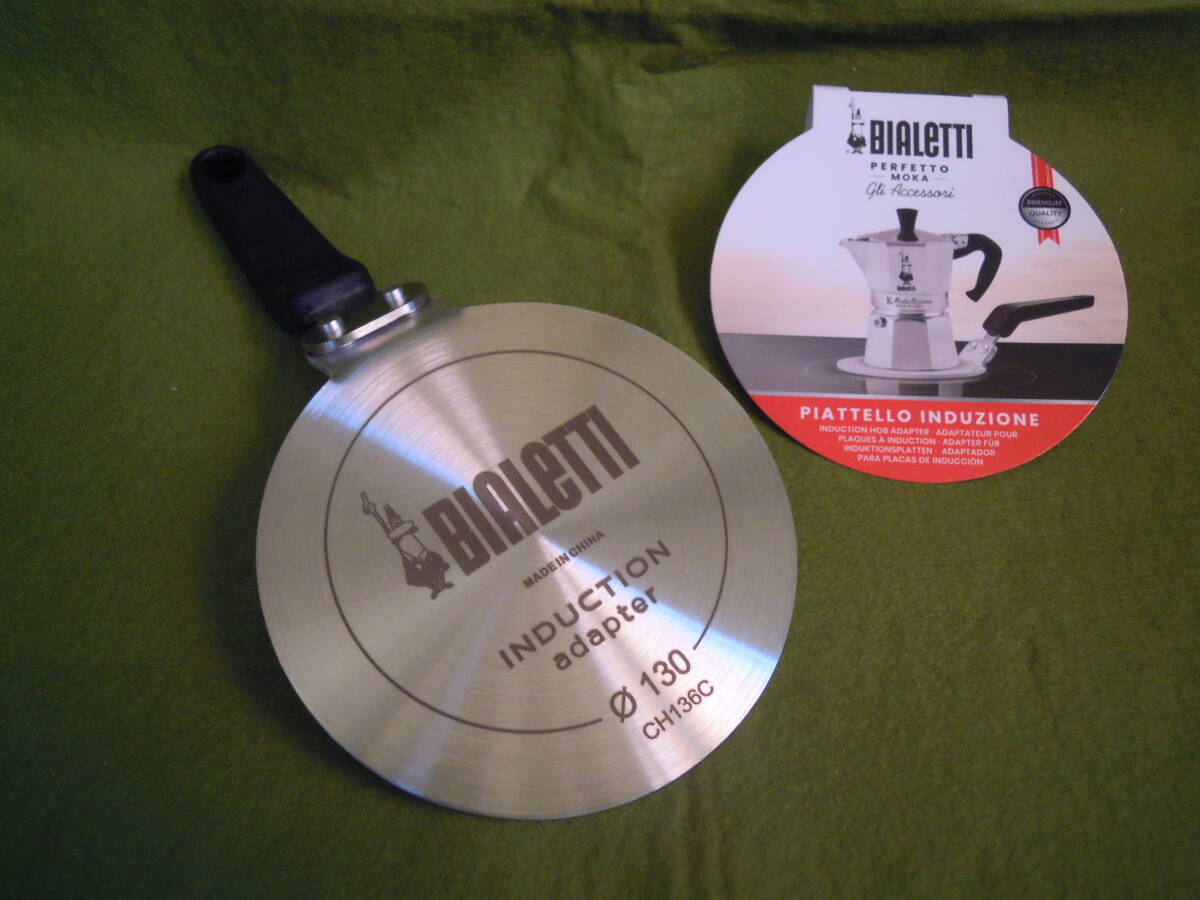 BIALETTI
MADE IN CHINA
INDUCTION
adapter
Ø 130
CH136C
BIALETTI
PERFETTO
MOKA
Gli Accessori
PREMIUM
QUALITY
BIALETTI
PIATTELLO INDUZIONE
INDUCTION HOB ADAPTER · ADAPTATEUR POUR
PLAQUES À INDUCTION · ADAPTER FÜR
INDUKTIONSPLATTEN · ADAPTADOR
PARA PLACAS DE INDUCCIÓN